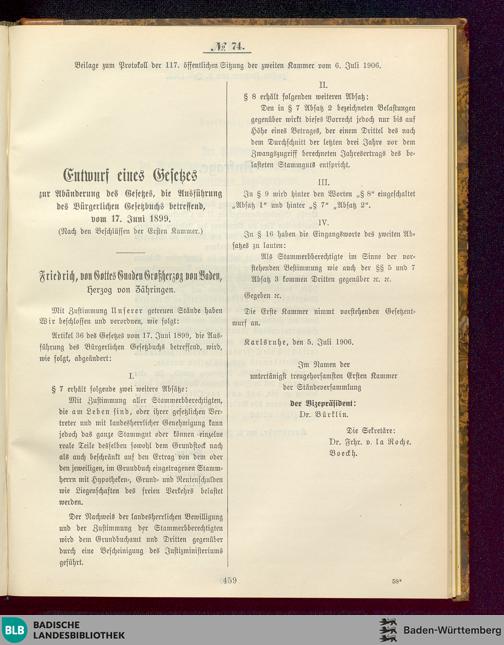 № 74.
Beilage zum Protokoll der 117. öffentlichen Sitzung der zweiten Kammer vom 6. Juli 1906.
Entwurf eines Gesetzes
zur Abänderung des Gesetzes, die Ausführung
des Bürgerlichen Gesetzbuchs betreffend,
vom 17. Juni 1899.
(Nach den Beschlüssen der Ersten Kammer.)
Friedrich, von Gottes Gnaden Großherzog von Baden,
Herzog von Zähringen.
Mit Zustimmung Unserer getreuen Stände haben
Wir beschlossen und verordnen, wie folgt:
Artikel 36 des Gesetzes vom 17. Juni 1899, die Aus-
führung des Bürgerlichen Gesetzbuchs betreffend, wird,
wie folgt, abgeändert:
I.
§ 7 erhält folgende zwei weitere Absätze:
Mit Zustimmung aller Stammberechtigten,
die am Leben sind, oder ihrer gesetzlichen Ver-
treter und mit landesherrlicher Genehmigung kann
jedoch das ganze Stammgut oder können einzelne
reale Teile desselben sowohl dem Grundstock nach
als auch beschränkt auf den Ertrag von dem oder
den jeweiligen, im Grundbuch eingetragenen Stamm-
herrn mit Hypotheken-, Grund- und Rentenschulden
wie Liegenschaften des freien Verkehrs belastet
werden.
Der Nachweis der landesherrlichen Bewilligung
und der Zustimmung der Stammberechtigten
wird dem Grundbuchamt und Dritten gegenüber
durch eine Bescheinigung des Justizministeriums
geführt.
II.
§ 8 erhält folgenden weiteren Absatz:
Den in § 7 Absatz 2 bezeichneten Belastungen
gegenüber wirkt dieses Vorrecht jedoch nur bis auf
Höhe eines Betrages, der einem Drittel des nach
dem Durchschnitt der letzten drei Jahre vor dem
Zwangszugriff berechneten Jahresertrags des be-
lasteten Stammguts entspricht.
III.
In § 9 wird hinter den Worten „§ 8“ eingeschaltet
„Absatz 1“ und hinter „§ 7“ „Absatz 2“.
IV.
In § 16 haben die Eingangsworte des zweiten Ab-
satzes zu lauten:
Als Stammberechtigte im Sinne der vor-
stehenden Bestimmung wie auch der §§ 5 und 7
Absatz 3 kommen Dritten gegenüber ꝛc. ꝛc.
Gegeben ꝛc.
Die Erste Kammer nimmt vorstehenden Gesetzent-
wurf an.
Karlsruhe, den 5. Juli 1906.
Im Namen der
untertänigst treugehorsamsten Ersten Kammer
der Ständeversammlung
der Vizepräsident:
Dr. Bürklin.
Die Sekretäre:
Dr. Frhr. v. la Roche.
Boeckh.
459
58*
BLB BADISCHE
LANDESBIBLIOTHEK
Baden-Württemberg